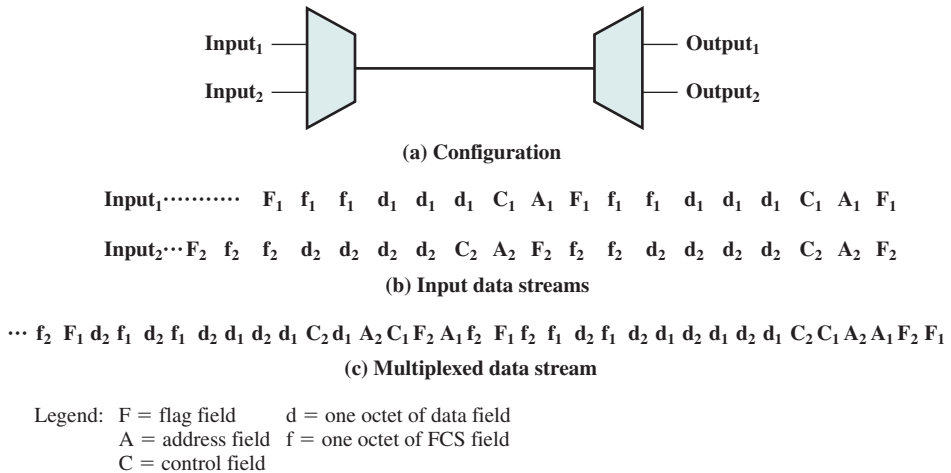 Input₁ Output₁
Input₂ Output₂
(a) Configuration
Input₁··········· F₁ f₁ f₁ d₁ d₁ d₁ C₁ A₁ F₁ f₁ f₁ d₁ d₁ d₁ C₁ A₁ F₁
Input₂···F₂ f₂ f₂ d₂ d₂ d₂ d₂ C₂ A₂ F₂ f₂ f₂ d₂ d₂ d₂ d₂ C₂ A₂ F₂
(b) Input data streams
··· f₂ F₁ d₂ f₁ d₂ f₁ d₂ d₁ d₂ d₁ C₂ d₁ A₂ C₁ F₂ A₁ f₂ F₁ f₂ f₁ d₂ f₁ d₂ d₁ d₂ d₁ d₂ d₁ C₂ C₁ A₂ A₁ F₂ F₁
(c) Multiplexed data stream
Legend: F = flag field d = one octet of data field
A = address field f = one octet of FCS field
C = control field